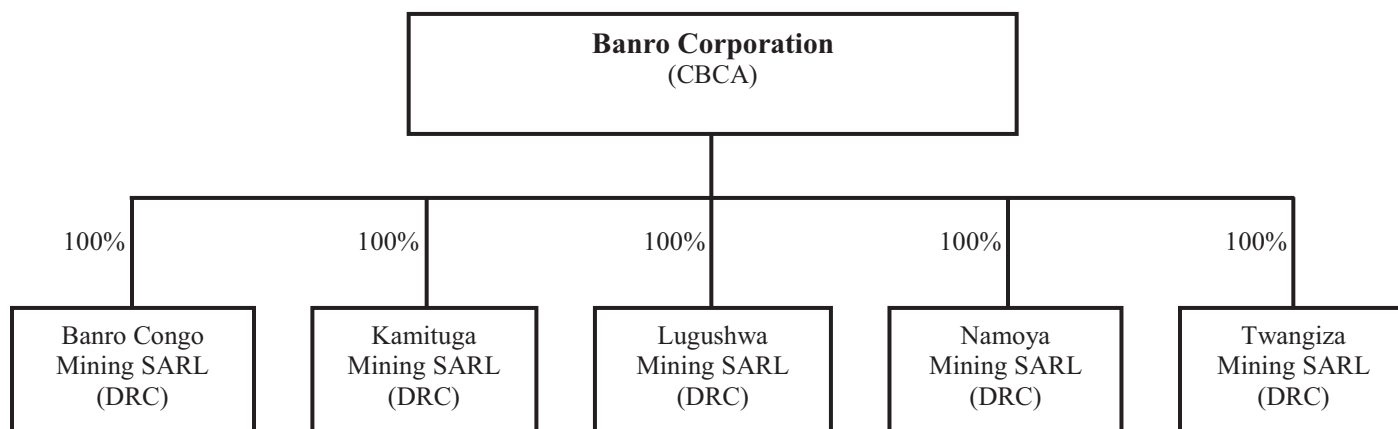 Banro Corporation
(CBCA)
100%
100%
100%
100%
100%
Banro Congo
Mining SARL
(DRC)
Kamituga
Mining SARL
(DRC)
Lugushwa
Mining SARL
(DRC)
Namoya
Mining SARL
(DRC)
Twangiza
Mining SARL
(DRC)